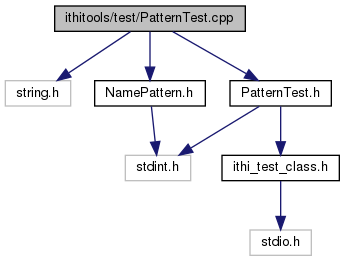 ithitools/test/PatternTest.cpp
string.h
NamePattern.h
PatternTest.h
stdint.h
ithi_test_class.h
stdio.h